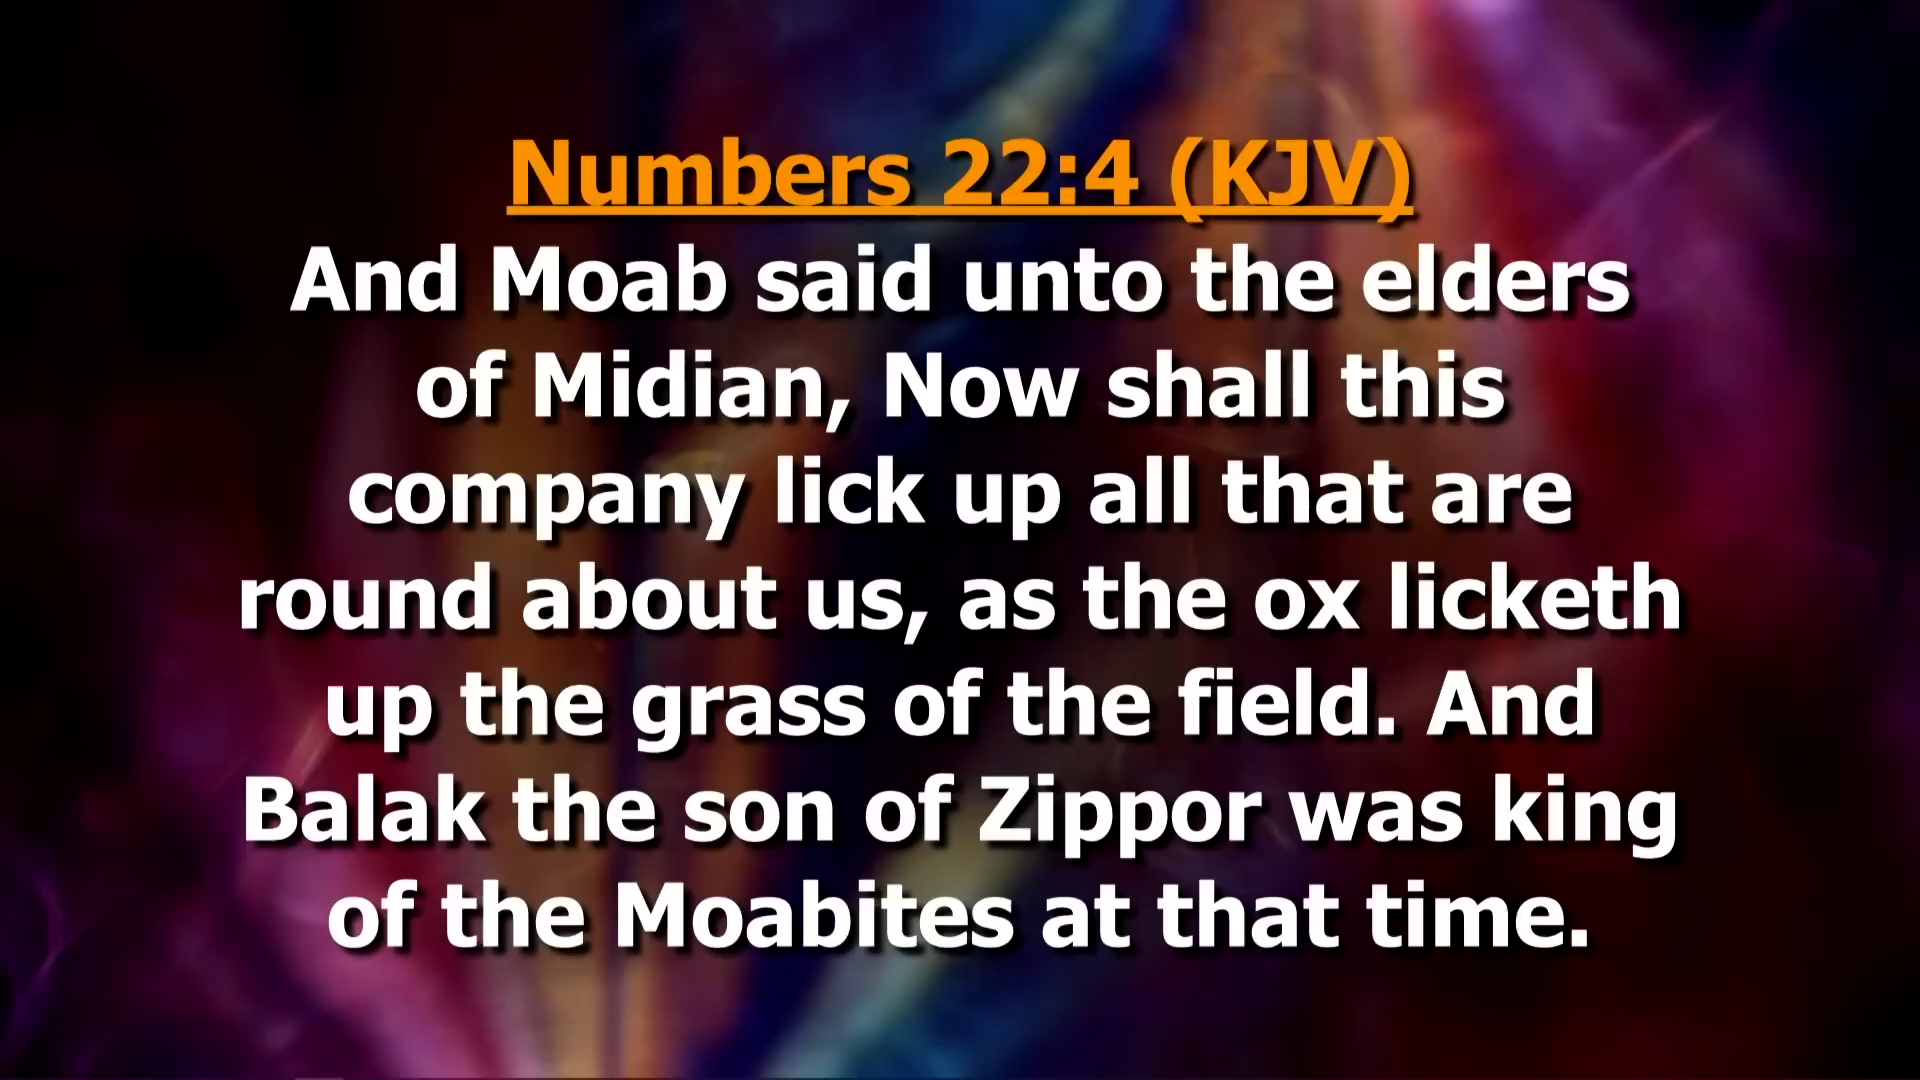 Numbers 22:4 (KJV)
And Moab said unto the elders
of Midian, Now shall this
company lick up all that are
round about us, as the ox licketh
up the grass of the field. And
Balak the son of Zippor was king
of the Moabites at that time.